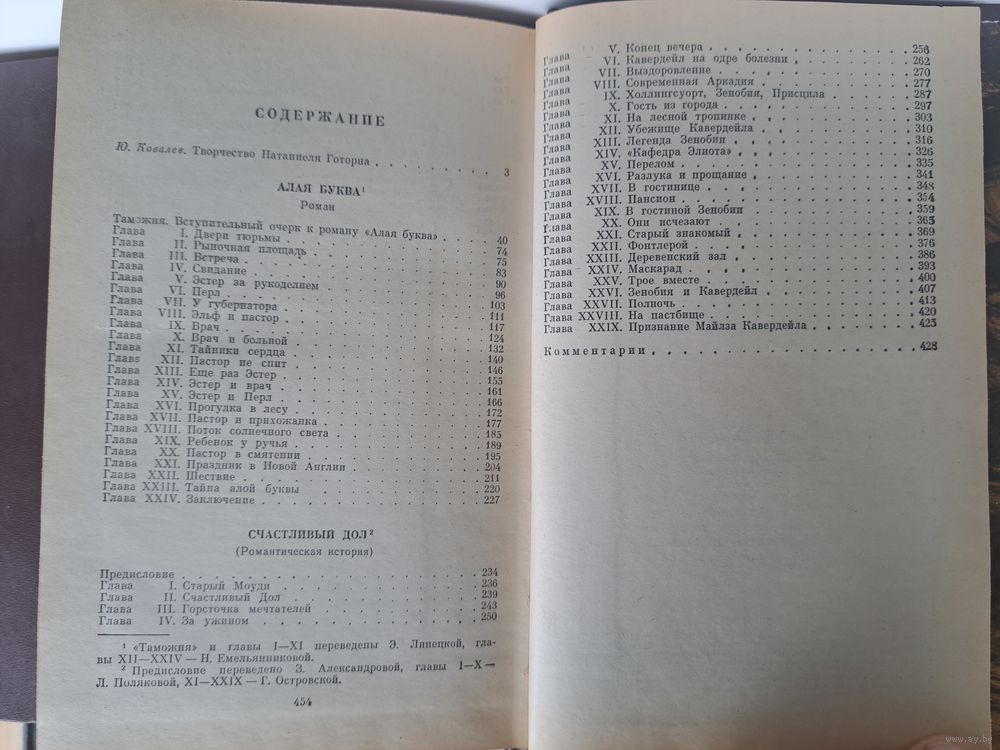 СОДЕРЖАНИЕ
Ю. Ковалев. Творчество Натаниеля Готорна . . . . . . . . 3
АЛАЯ БУКВА¹
Роман
Таможня. Вступительный очерк к роману «Алая буква» . . 40
Глава I. Двери тюрьмы . . . . . . . . 74
Глава II. Рыночная площадь . . . . . . . . 75
Глава III. Встреча . . . . . . . . 83
Глава IV. Свидание . . . . . . . . 90
Глава V. Эстер за рукоделием . . . . . . . . 96
Глава VI. Перл . . . . . . . . 103
Глава VII. У губернатора . . . . . . . . 111
Глава VIII. Эльф и пастор . . . . . . . . 117
Глава IX. Врач . . . . . . . . 124
Глава X. Врач и больной . . . . . . . . 132
Глава XI. Тайники сердца . . . . . . . . 140
Глава XII. Пастор не спит . . . . . . . . 146
Глава XIII. Еще раз Эстер . . . . . . . . 155
Глава XIV. Эстер и врач . . . . . . . . 161
Глава XV. Эстер и Перл . . . . . . . . 166
Глава XVI. Прогулка в лесу . . . . . . . . 172
Глава XVII. Пастор и прихожанка . . . . . . . . 177
Глава XVIII. Поток солнечного света . . . . . . . . 185
Глава XIX. Ребенок у ручья . . . . . . . . 189
Глава XX. Пастор в смятении . . . . . . . . 195
Глава XXI. Праздник в Новой Англии . . . . . . . . 204
Глава XXII. Шествие . . . . . . . . 211
Глава XXIII. Тайна алой буквы . . . . . . . . 220
Глава XXIV. Заключение . . . . . . . . 227
СЧАСТЛИВЫЙ ДОЛ²
(Романтическая история)
Предисловие . . . . . . . . 234
Глава I. Старый Моуди . . . . . . . . 236
Глава II. Счастливый Дол . . . . . . . . 239
Глава III. Горсточка мечтателей . . . . . . . . 243
Глава IV. За ужином . . . . . . . . 250
¹ «Таможня» и главы I—XI переведены Э. Линецкой, гла-
вы XII—XXIV — Н. Емельянниковой.
² Предисловие переведено З. Александровой, главы I—X —
Л. Поляковой, XI—XXIX — Г. Островской.
454
Глава V. Конец вечера . . . . . . . . 256
Глава VI. Кавердейл на одре болезни . . . . . . . . 262
Глава VII. Выздоровление . . . . . . . . 270
Глава VIII. Современная Аркадия . . . . . . . . 277
Глава IX. Холлингсуорт, Зенобия, Присцила . . . . . . . . 287
Глава X. Гость из города . . . . . . . . 297
Глава XI. На лесной тропинке . . . . . . . . 303
Глава XII. Убежище Кавердейла . . . . . . . . 310
Глава XIII. Легенда Зенобии . . . . . . . . 316
Глава XIV. «Кафедра Элиота» . . . . . . . . 326
Глава XV. Перелом . . . . . . . . 335
Глава XVI. Разлука и прощание . . . . . . . . 341
Глава XVII. В гостинице . . . . . . . . 348
Глава XVIII. Пансион . . . . . . . . 354
Глава XIX. В гостиной Зенобии . . . . . . . . 359
Глава XX. Они исчезают . . . . . . . . 365
Глава XXI. Старый знакомый . . . . . . . . 369
Глава XXII. Фонтлерой . . . . . . . . 376
Глава XXIII. Деревенский зал . . . . . . . . 386
Глава XXIV. Маскарад . . . . . . . . 393
Глава XXV. Трое вместе . . . . . . . . 400
Глава XXVI. Зенобия и Кавердейл . . . . . . . . 407
Глава XXVII. Полночь . . . . . . . . 413
Глава XXVIII. На пастбище . . . . . . . . 420
Глава XXIX. Признание Майлза Кавердейла . . . . . . . . 425
Комментарии . . . . . . . . 428
www.ay.by